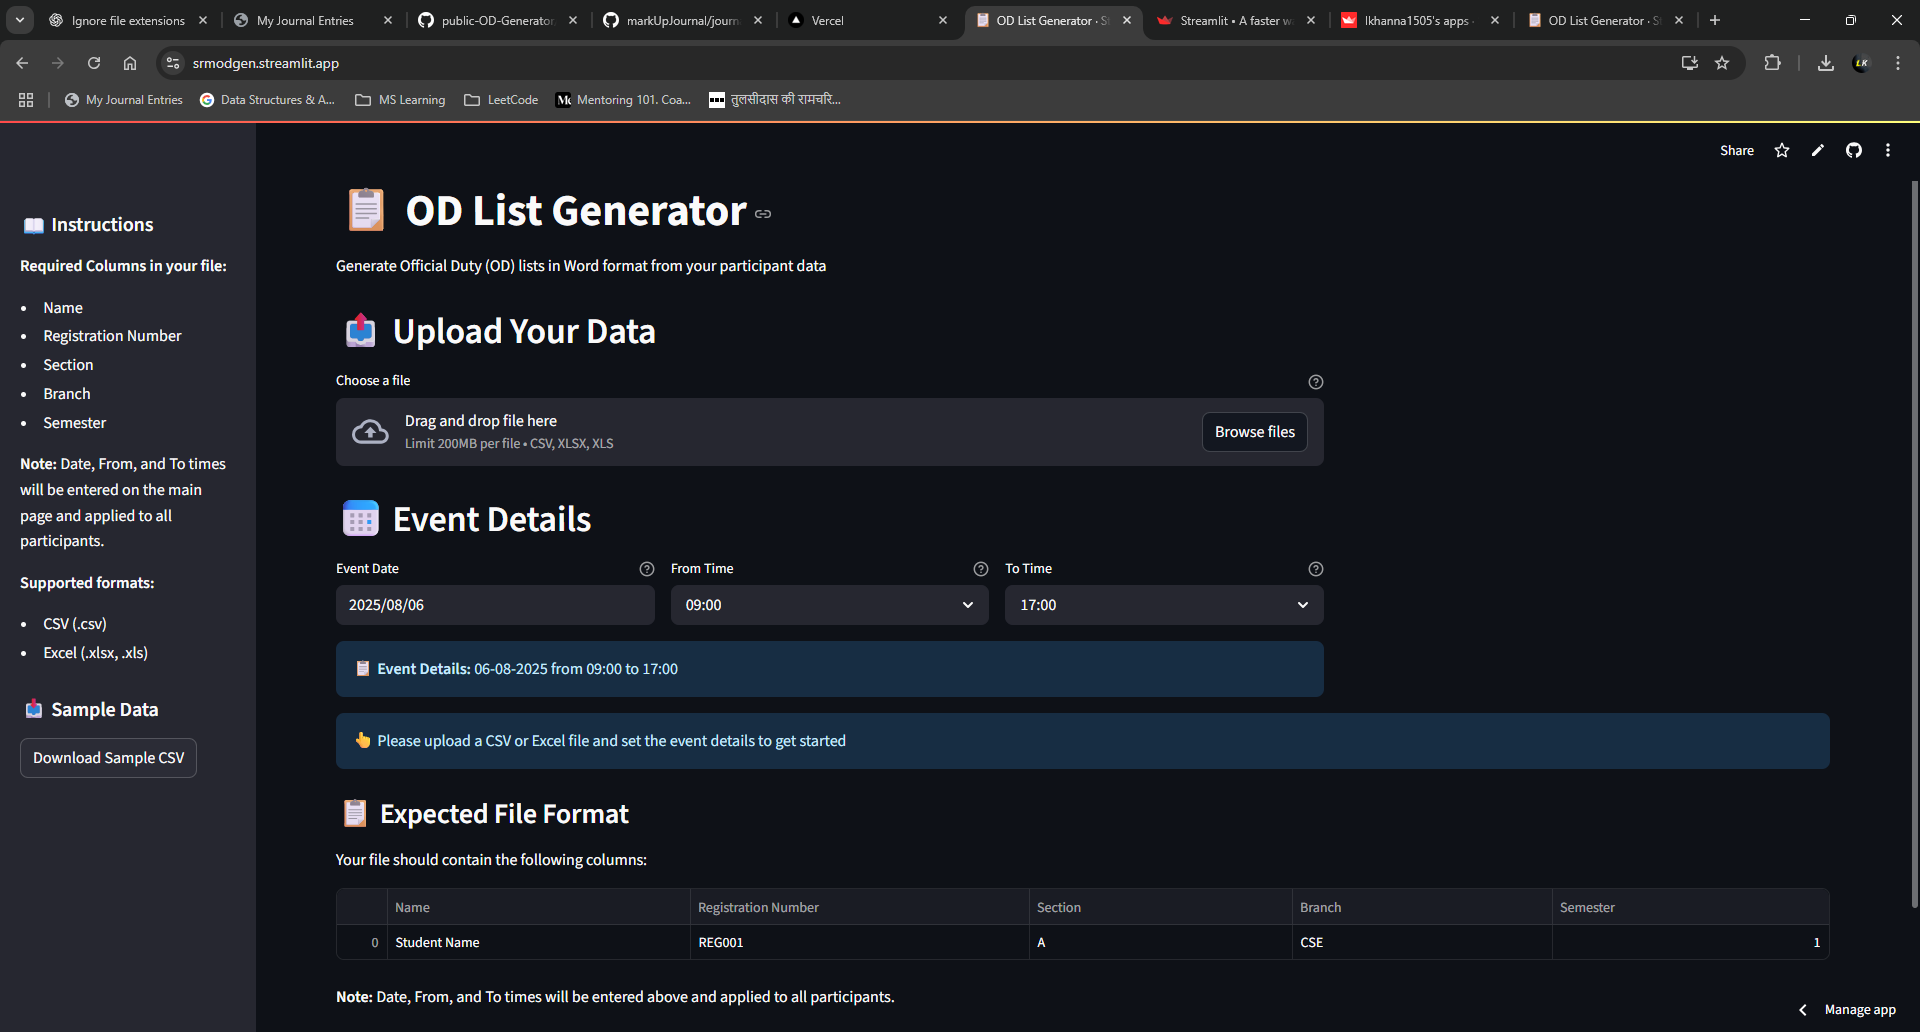 Ignore file extensions
My Journal Entries
public-OD-Generator
markUpJournal/journ
Vercel
OD List Generator · S
Streamlit • A faster w
lkhanna1505's apps ·
OD List Generator · S
srmodgen.streamlit.app
LK
My Journal Entries
Data Structures & A...
MS Learning
LeetCode
Mentoring 101. Coa...
तुलसीदास की रामचरि...
Share
Instructions
Required Columns in your file:
• Name
• Registration Number
• Section
• Branch
• Semester
Note: Date, From, and To times
will be entered on the main
page and applied to all
participants.
Supported formats:
• CSV (.csv)
• Excel (.xlsx, .xls)
Sample Data
Download Sample CSV
OD List Generator
Generate Official Duty (OD) lists in Word format from your participant data
Upload Your Data
Choose a file
Drag and drop file here
Limit 200MB per file • CSV, XLSX, XLS
Browse files
Event Details
Event Date
From Time
To Time
2025/08/06
09:00
17:00
Event Details: 06-08-2025 from 09:00 to 17:00
Please upload a CSV or Excel file and set the event details to get started
Expected File Format
Your file should contain the following columns:
Name Registration Number Section Branch Semester
0 Student Name REG001 A CSE 1
Note: Date, From, and To times will be entered above and applied to all participants.
Manage app